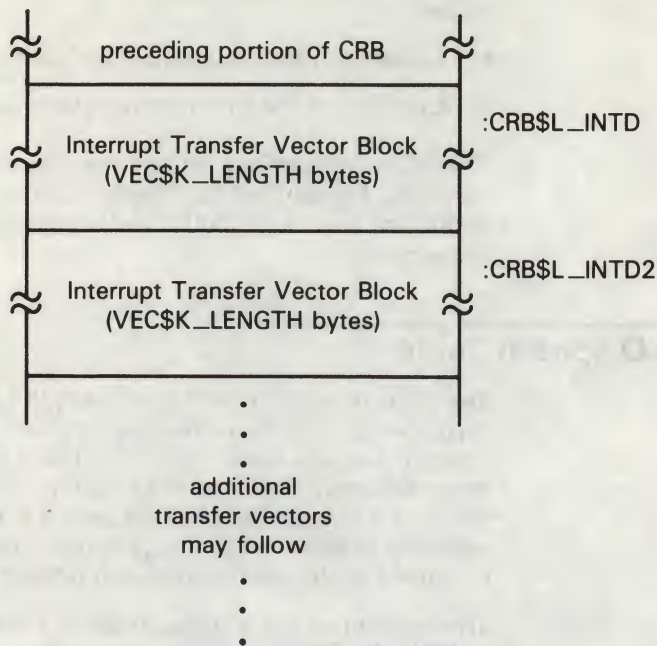 preceding portion of CRB
:CRB$L_INTD
Interrupt Transfer Vector Block
(VEC$K_LENGTH bytes)
:CRB$L_INTD2
Interrupt Transfer Vector Block
(VEC$K_LENGTH bytes)
additional
transfer vectors
may follow